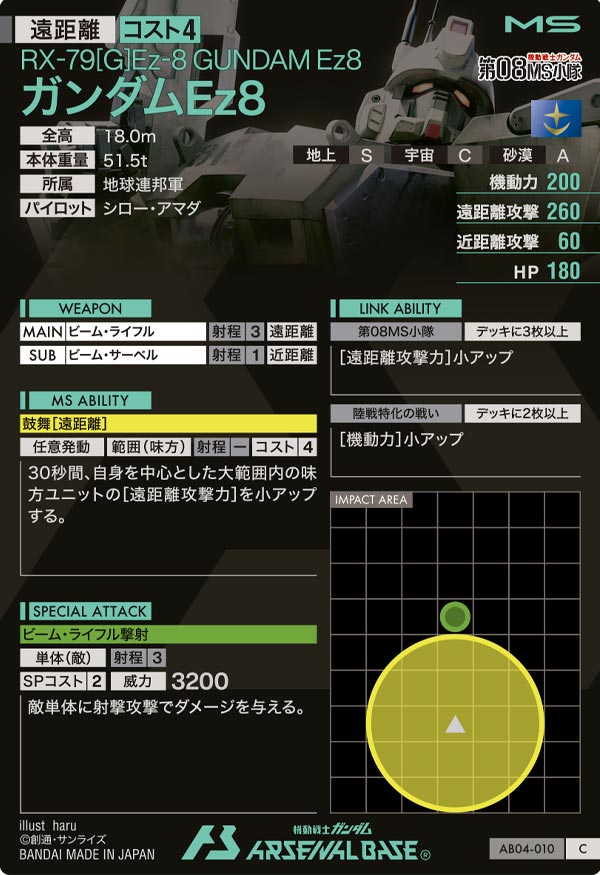 遠距離 コスト4
MS
RX-79[G]Ez-8 GUNDAM Ez8
ガンダムEz8
機動戦士ガンダム
第08MS小隊
全高 18.0m
本体重量 51.5t
所属 地球連邦軍
パイロット シロー・アマダ
地上 S 宇宙 C 砂漠 A
機動力 200
遠距離攻撃 260
近距離攻撃 60
HP 180
WEAPON
MAIN ビーム・ライフル 射程 3 遠距離
SUB ビーム・サーベル 射程 1 近距離
MS ABILITY
鼓舞[遠距離]
任意発動 範囲(味方) 射程 ー コスト 4
30秒間、自身を中心とした大範囲内の味
方ユニットの[遠距離攻撃力]を小アップ
する。
SPECIAL ATTACK
ビーム・ライフル撃射
単体(敵) 射程 3
SPコスト 2 威力 3200
敵単体に射撃攻撃でダメージを与える。
LINK ABILITY
第08MS小隊 デッキに3枚以上
[遠距離攻撃力]小アップ
陸戦特化の戦い デッキに2枚以上
[機動力]小アップ
IMPACT AREA
illust haru
©創通・サンライズ
BANDAI MADE IN JAPAN
機動戦士ガンダム
ARSENAL BASE®
AB04-010 C